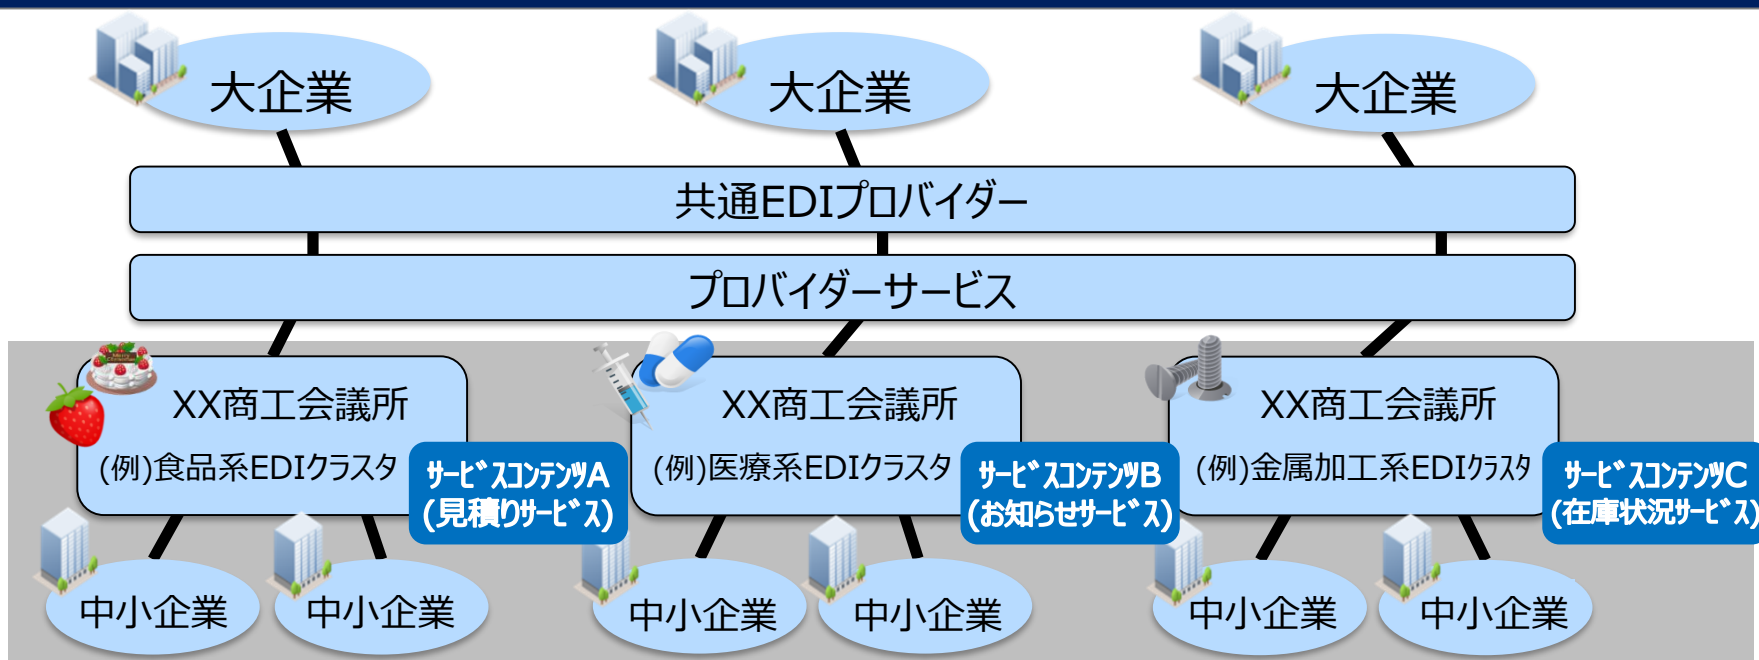 大企業
大企業
大企業
共通EDIプロバイダー
プロバイダーサービス
XX商工会議所
(例)食品系EDIクラスタ
ｻｰﾋﾞｽｺﾝﾃﾝﾂA
(見積りｻｰﾋﾞｽ)
XX商工会議所
(例)医療系EDIクラスタ
ｻｰﾋﾞｽｺﾝﾃﾝﾂB
(お知らせｻｰﾋﾞｽ)
XX商工会議所
(例)金属加工系EDIｸﾗｽﾀ
ｻｰﾋﾞｽｺﾝﾃﾝﾂC
(在庫状況ｻｰﾋﾞｽ)
中小企業
中小企業
中小企業
中小企業
中小企業
中小企業